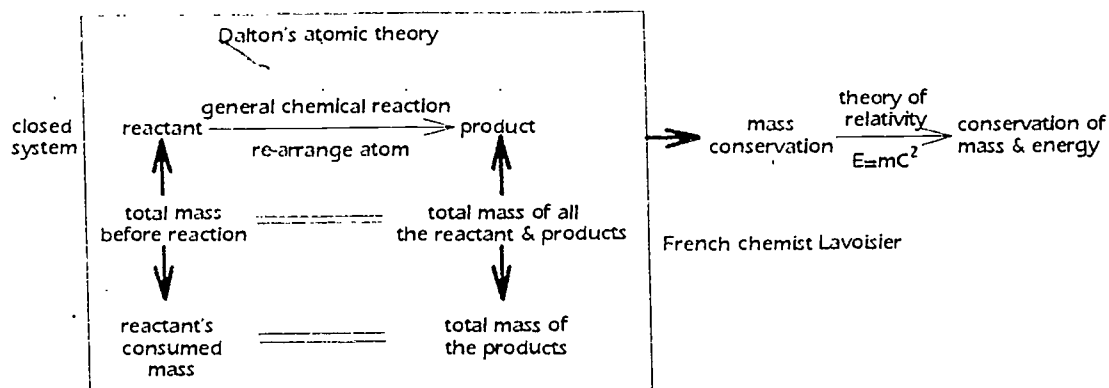 Dalton's atomic theory
closed
system
reactant
general chemical reaction
re-arrange atom
product
total mass
before reaction
total mass of all
the reactant & products
reactant's
consumed
mass
total mass of
the products
mass
conservation
theory of
relativity
E=mC²
conservation of
mass & energy
French chemist Lavoisier